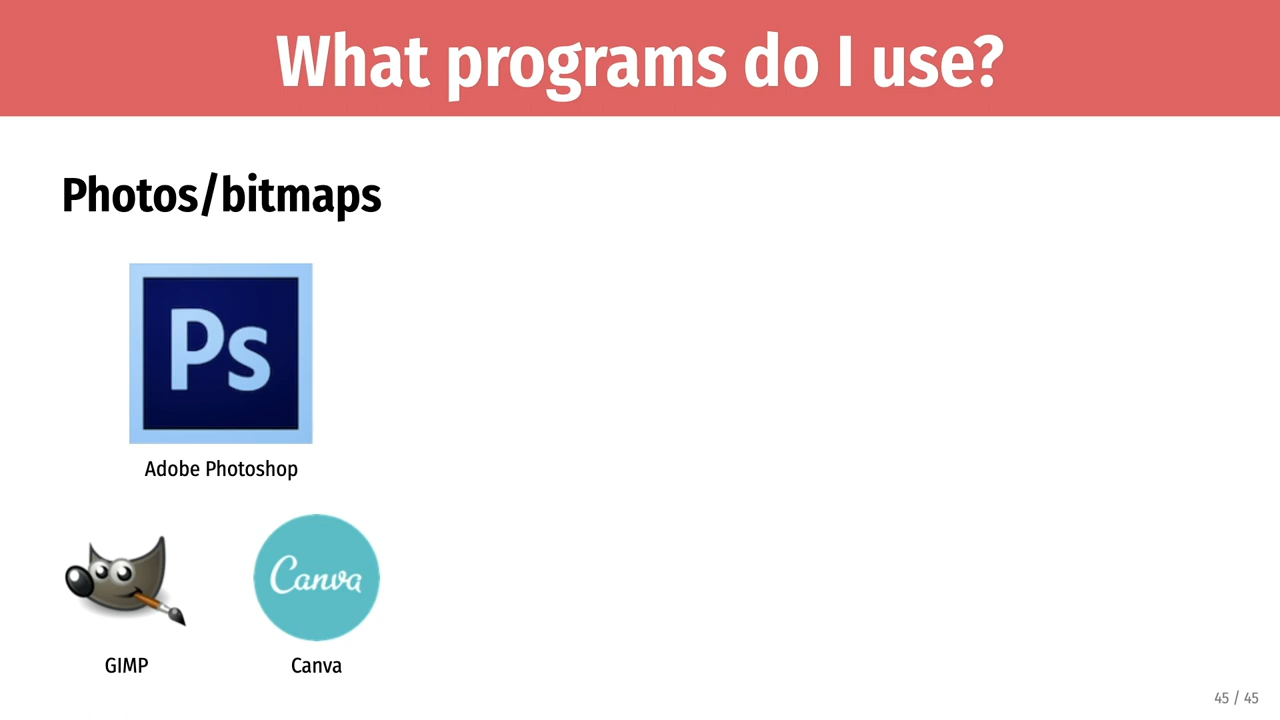 What programs do I use?
Photos/bitmaps
Ps
Adobe Photoshop
Canva
GIMP
Canva
45 / 45